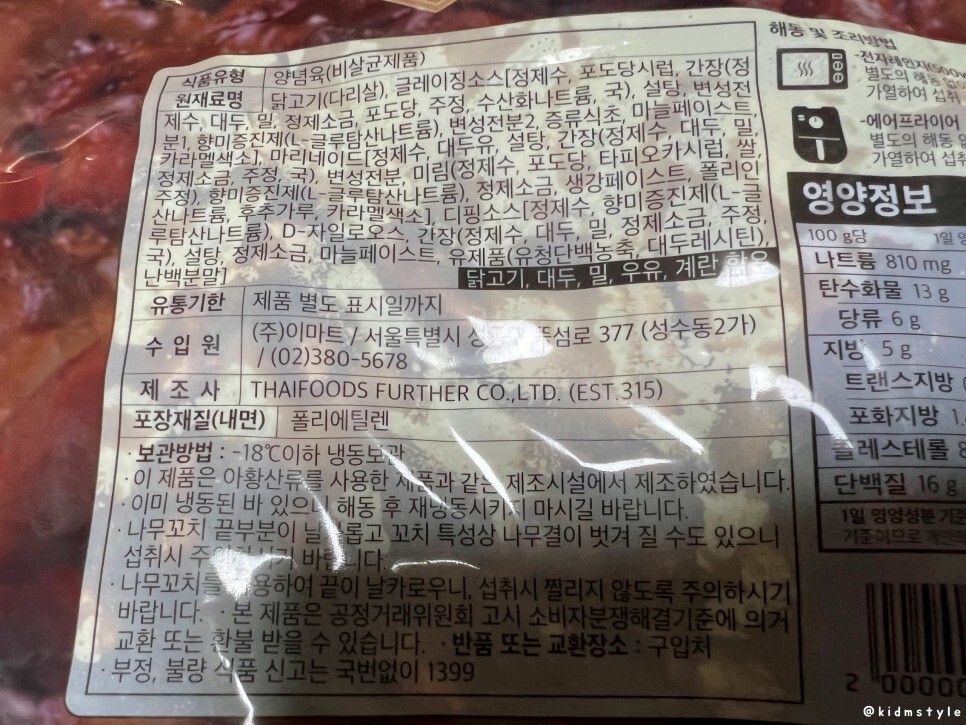 식품유형 양념육(비살균제품)
원재료명 닭고기(다리살), 글레이징소스[정제수, 포도당시럽, 간장(정
제수, 대두, 밀, 정제소금, 포도당, 주정, 수산화나트륨, 국), 설탕, 변성전
분1, 향미증진제(L-글루탐산나트륨), 변성전분2, 증류식초, 마늘페이스트,
카라멜색소], 마리네이드[정제수, 대두유, 설탕, 간장(정제수, 대두, 밀,
정제소금, 주정, 국), 변성전분, 미림(정제수, 포도당, 타피오카시럽, 쌀,
주정), 향미증진제(L-글루탐산나트륨), 정제소금, 생강페이스트, 폴리인
산나트륨, 후추가루, 카라멜색소], 디핑소스[정제수, 향미증진제(L-글
루탐산나트륨), D-자일로오스, 간장(정제수, 대두, 밀, 정제소금, 주정,
국), 설탕, 정제소금, 마늘페이스트, 유제품(유청단백농축, 대두레시틴),
난백분말]
닭고기, 대두, 밀, 우유, 계란 함유
유통기한 제품 별도 표시일까지
수 입 원 (주)이마트 / 서울특별시 뚝섬로 377 (성수동2가)
/ (02)380-5678
제 조 사 THAIFOODS FURTHER CO.,LTD. (EST.315)
포장재질(내면) 폴리에틸렌
· 보관방법 : -18℃이하 냉동보관
· 이 제품은 아황산류를 사용한 제품과 같은 제조시설에서 제조하였습니다.
· 이미 냉동된 바 있으니 해동 후 재냉동시키지 마시길 바랍니다.
· 나무꼬치 끝부분이 날카롭고 꼬치 특성상 나무결이 벗겨 질 수도 있으니
섭취시 바랍니다.
· 나무꼬치를 사용하여 끝이 날카로우니, 섭취시 찔리지 않도록 주의하시기
바랍니다. · 본 제품은 공정거래위원회 고시 소비자분쟁해결기준에 의거
교환 또는 환불 받을 수 있습니다. · 반품 또는 교환장소 : 구입처
· 부정, 불량 식품 신고는 국번없이 1399
해동 및 조리방법
-전자레인지(500W
별도의 해동 없
가열하여 섭취
-에어프라이어
별도의 해동 없
가열하여 섭취
영양정보
100 g당 1일 영
나트륨 810 mg
탄수화물 13 g
당류 6 g
지방 5 g
트랜스지방
포화지방 1.
콜레스테롤 8
단백질 16 g
1일 영양성분 기준
기준이므로
2 00000
@kidmstyle